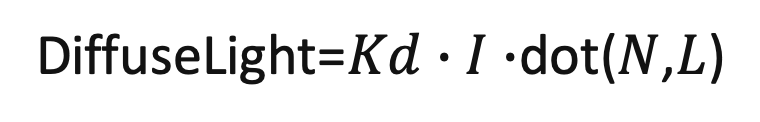 DiffuseLight=Kd · I ·dot(N,L)